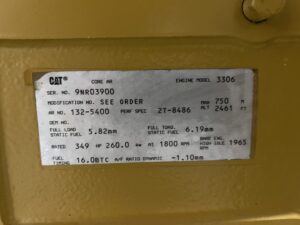 CAT CORE AR ENGINE MODEL 3306
SER. NO. 9NR03900
MODIFICATION NO. SEE ORDER MAX 750 M
AR NO. 132-5400 PERF SPEC 2T-8486 ALT 2461 FT
OEM NO.
FULL LOAD STATIC FUEL 5.82mm FULL TORQ. STATIC FUEL 6.19mm
RATED 349 HP 260.0 kw AT 1800 RPM BARE ENG. HIGH IDLE 1965
FUEL TIMING 16.0BTC A/F RATIO DYNAMIC -1.10mm